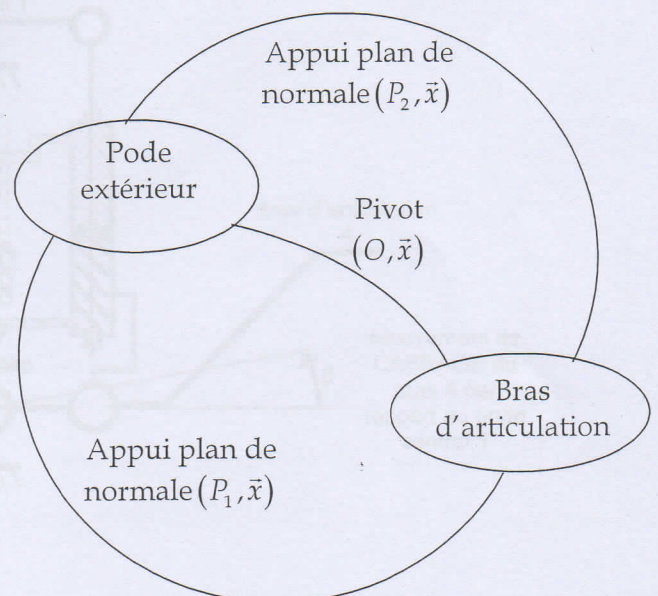 Appui plan de
normale (P₂, x⃗)
Pode
extérieur
Pivot
(O, x⃗)
Bras
d'articulation
Appui plan de
normale (P₁, x⃗)